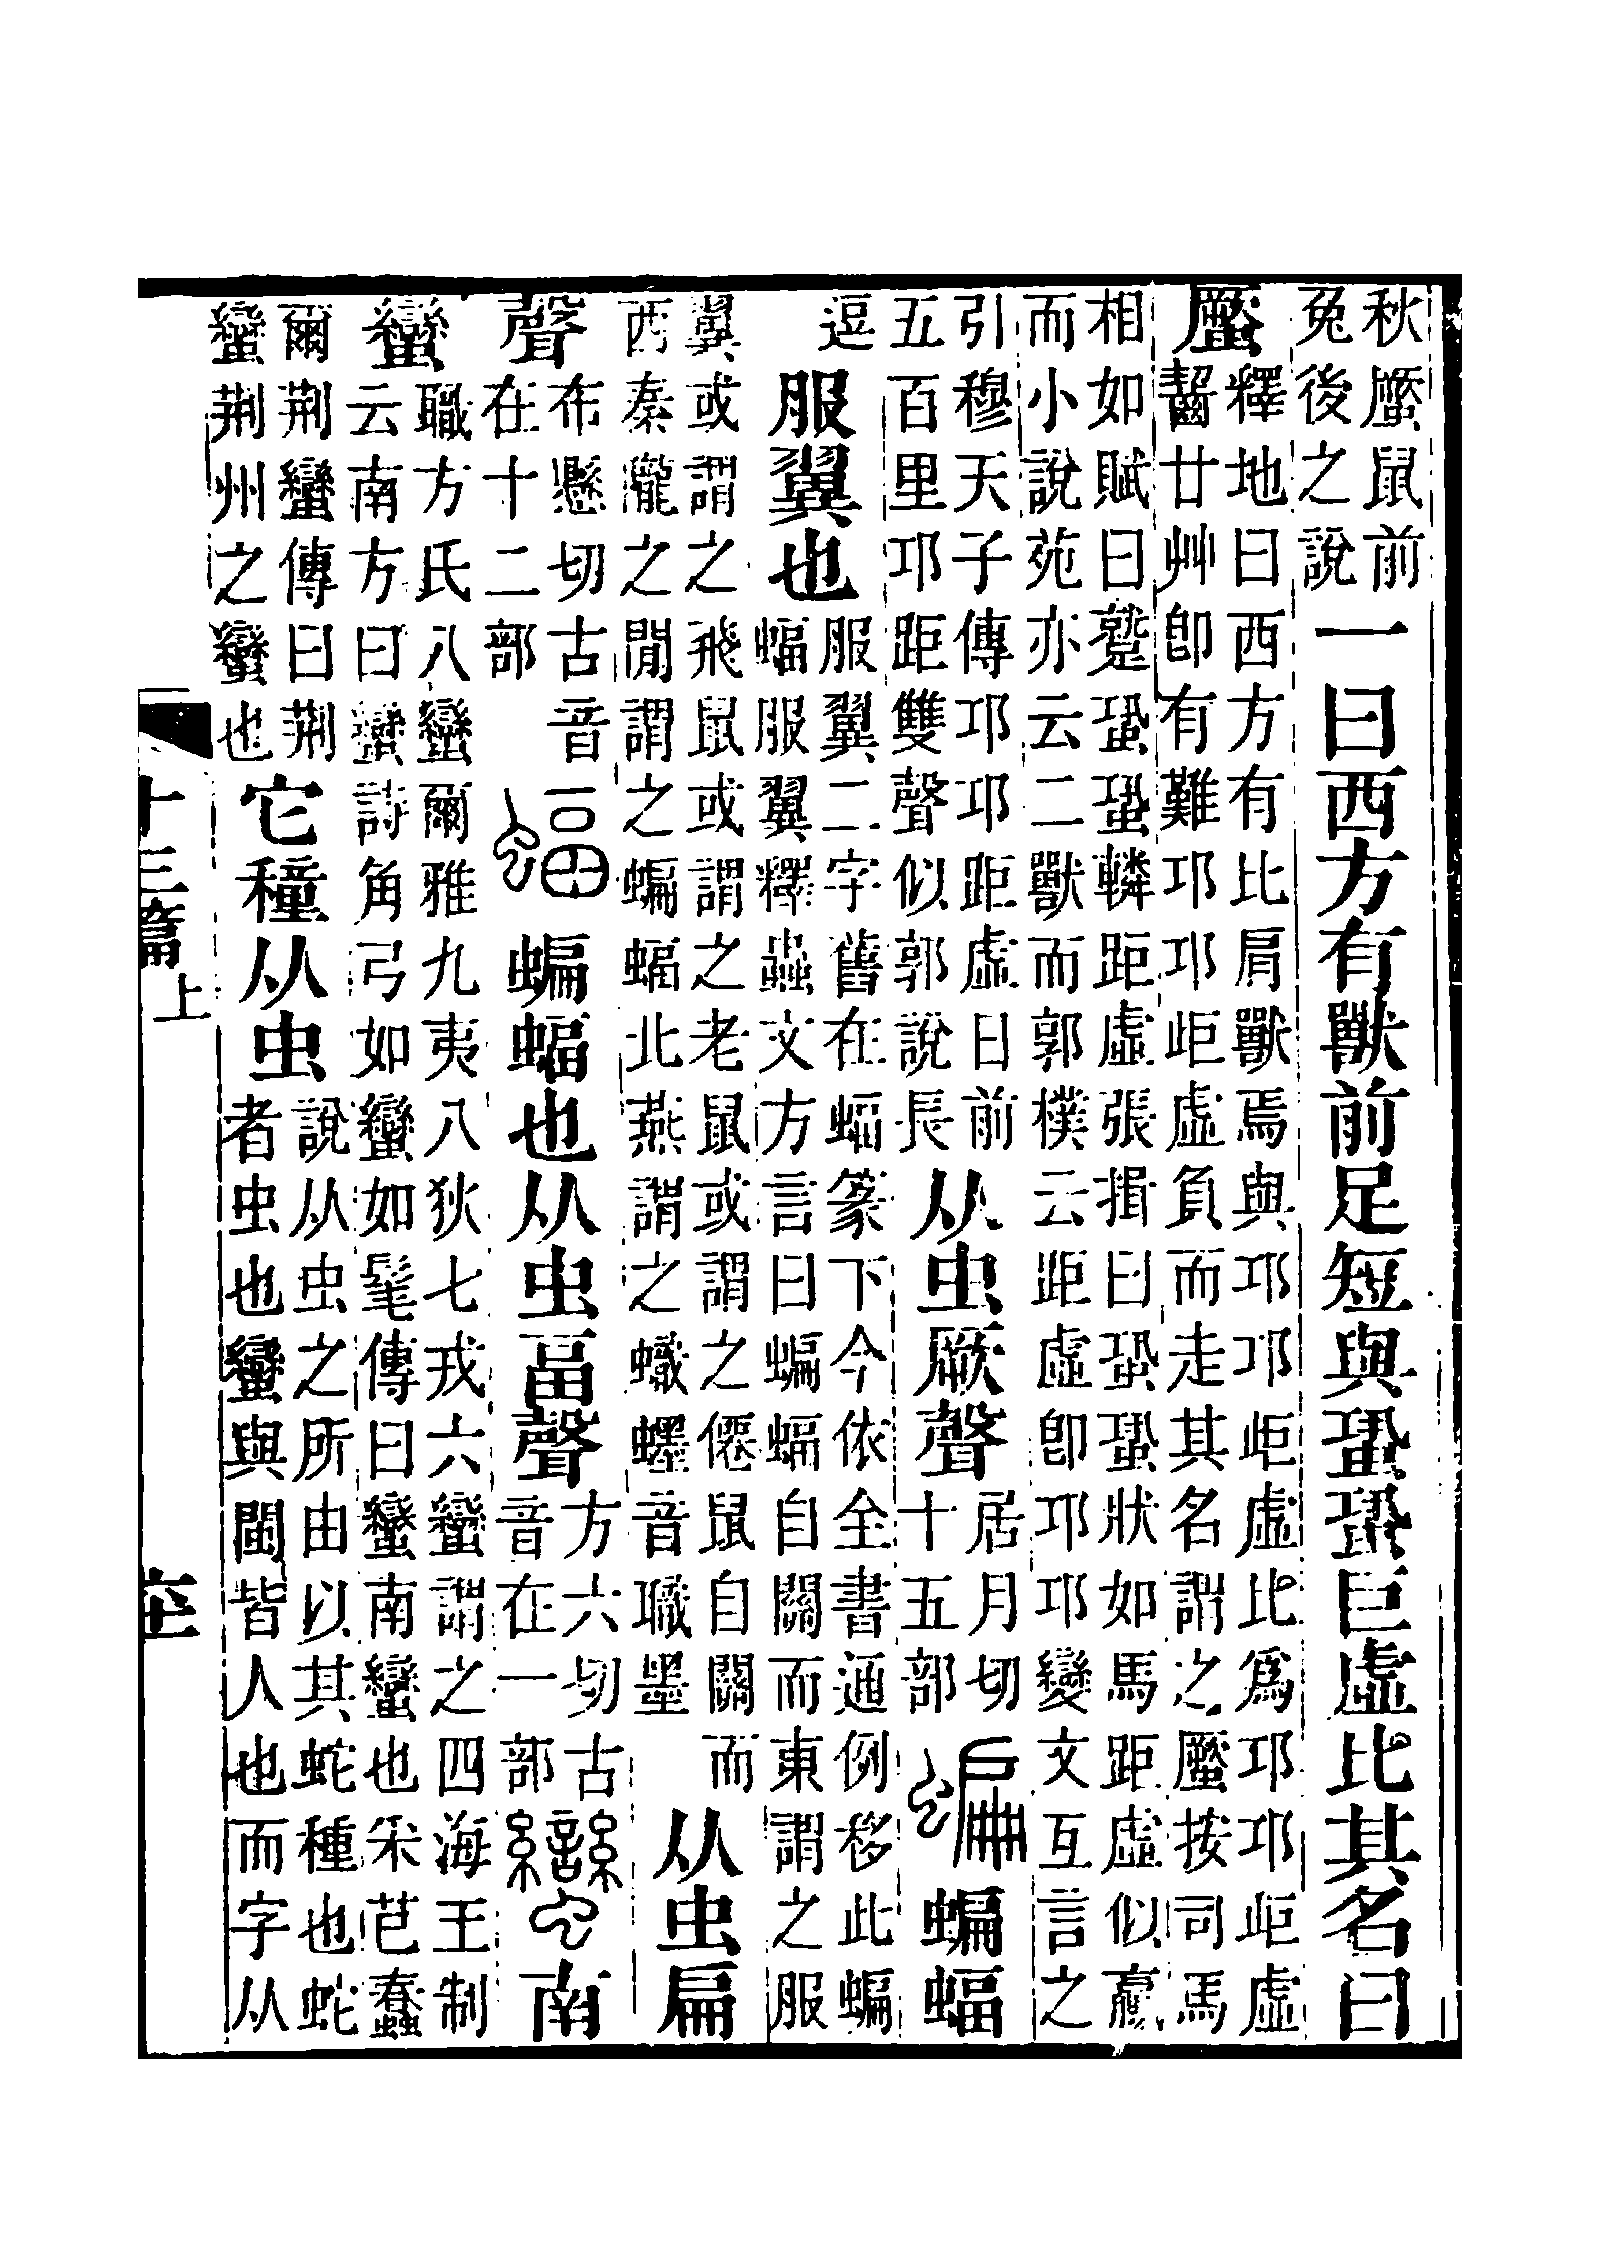 秋蟨鼠前兔後之說一曰西方有獸前足短與蛩蛩巨虛比其名曰
蟨釋地曰西方有比肩獸焉與邛邛岠虛比爲邛邛岠虛齧甘艸卽有難邛邛岠虛負而走其名謂之蟨按司馬
相如賦曰蹵蛩蛩轔距虛張揖曰蛩蛩狀如馬距虛似蠃而小說苑亦云二獸而郭樸云距虛卽邛邛變文互言之
引穆天子傳邛邛距虛日前五百里邛距雙聲似郭說長从虫厥聲居月切十五部蝙蝙蝠
逗服翼也服翼二字舊在蝠篆下今依全書通例移此蝙蝠服翼釋蟲文方言曰蝙蝠自關而東謂之服
翼或謂之飛鼠或謂之老鼠或謂之僊鼠自關而西秦隴之閒謂之蝙蝠北燕謂之蟙䘃音職墨从虫扁
聲布懸切古音在十二部蝠蝙蝠也从虫畐聲方六切古音在一部蠻南
蠻職方氏八蠻爾雅九夷八狄七戎六蠻謂之四海王制云南方曰蠻詩角弓如蠻如髦傳曰蠻南蠻也釆芑蠢
爾荆蠻傳曰荆蠻荆州之蠻也它種从虫說从虫之所由以其蛇種也蛇者虫也蠻與閩皆人也而字从
十三篇上